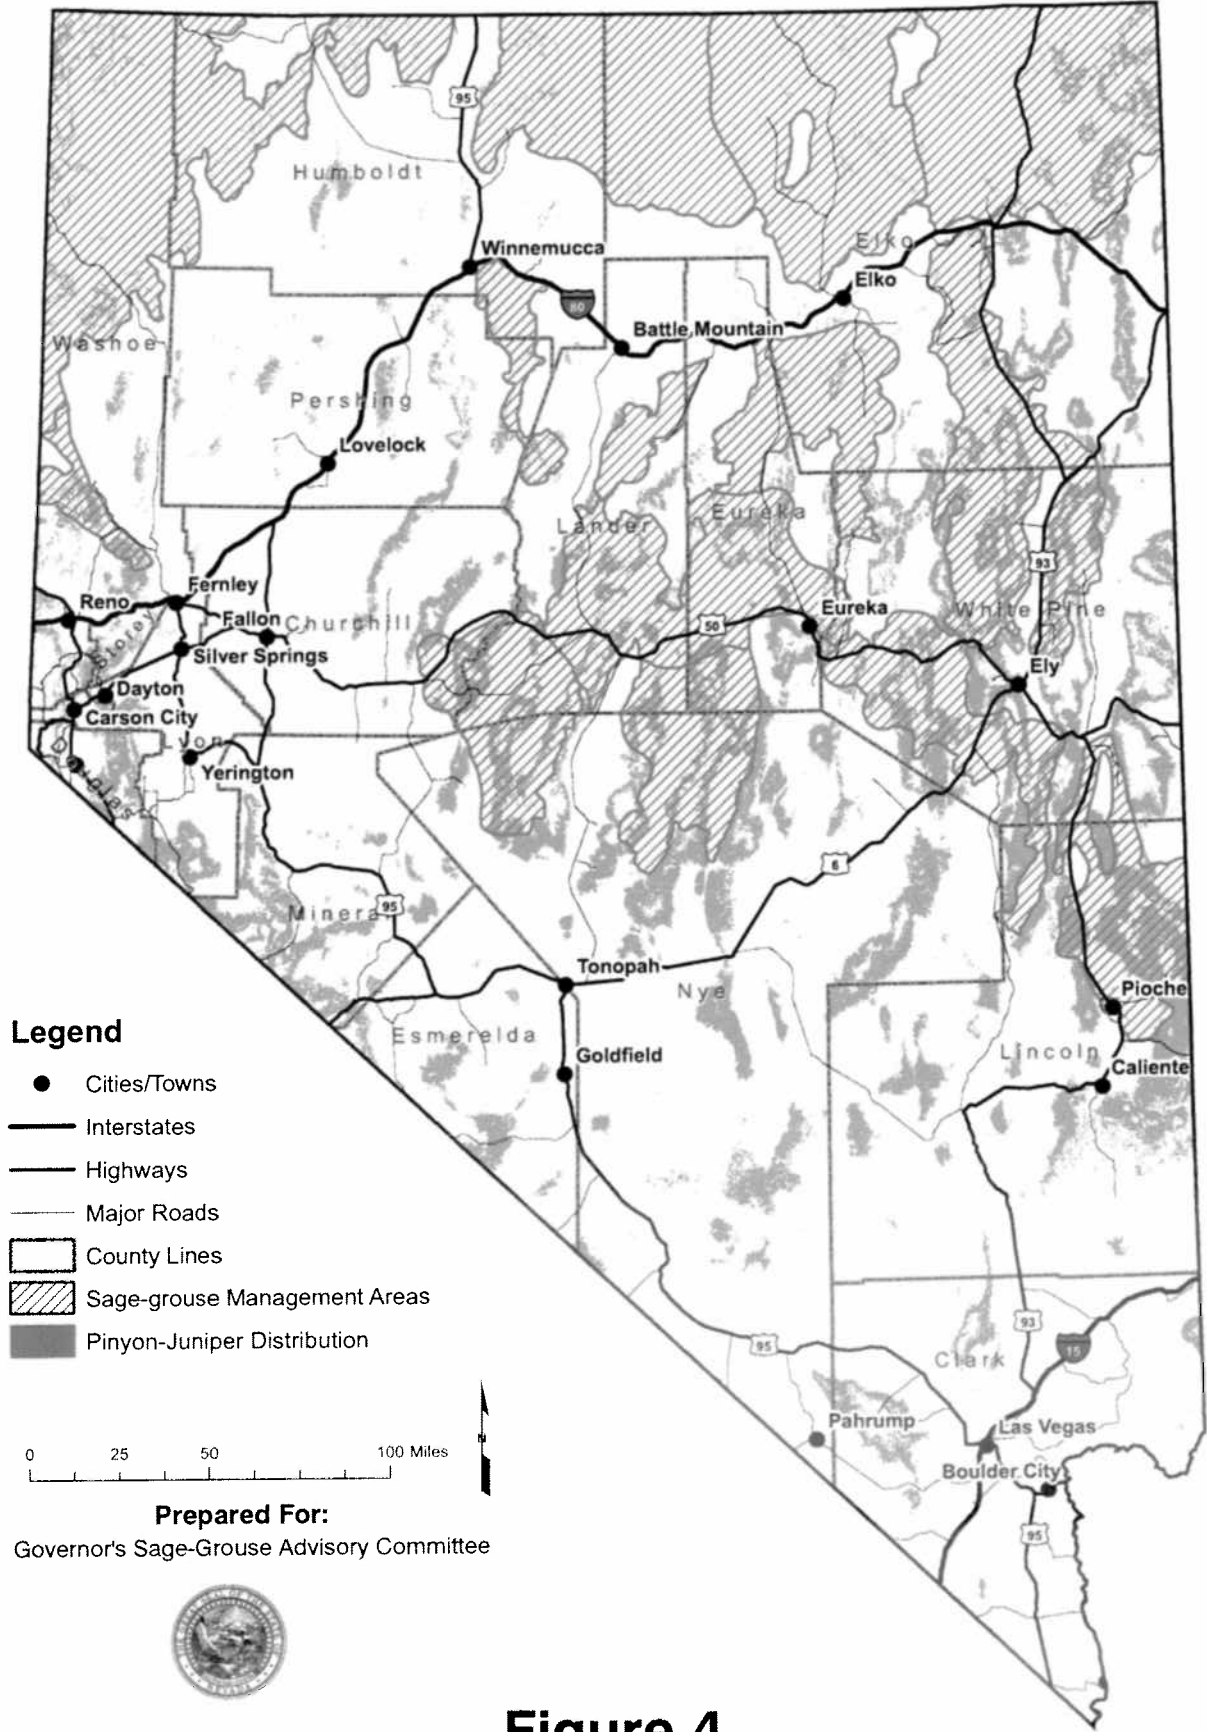 95
Humboldt
Winnemucca
Elko
Elko
80
Battle Mountain
Washoe
Pershing
Lovelock
Lander
Eureka
93
Fernley
Reno
Storey
Fallon
Churchill
50
Eureka
White Pine
Silver Springs
Ely
Dayton
Carson City
Lyon
Douglas
Yerington
6
Mineral
95
Tonopah
Nye
Pioche
Legend
Esmerelda
Lincoln
Goldfield
Caliente
Cities/Towns
Interstates
Highways
Major Roads
County Lines
Sage-grouse Management Areas
Pinyon-Juniper Distribution
93
95
15
Clark
Pahrump
Las Vegas
Boulder City
0 25 50 100 Miles
N
95
Prepared For:
Governor's Sage-Grouse Advisory Committee
Figure 4